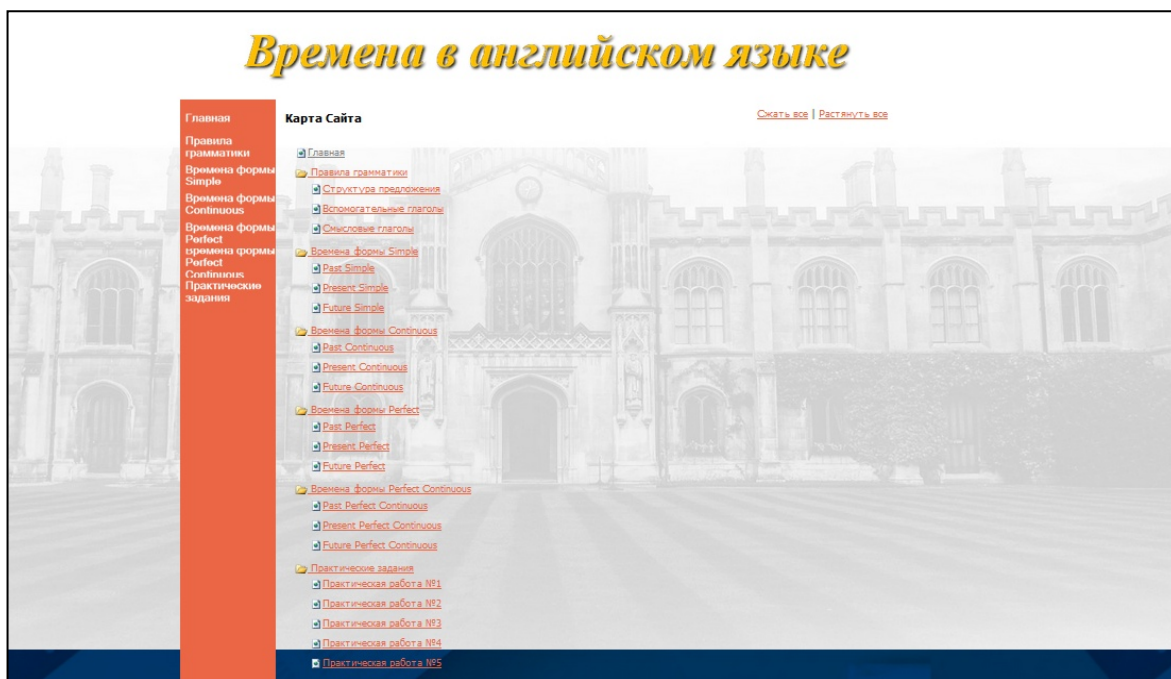 Времена в английском языке
Главная
Правила
грамматики
Времена формы
Simple
Времена формы
Continuous
Времена формы
Perfect
Времена формы
Perfect
Continuous
Практические
задания
Карта Сайта
Сжать все | Растянуть все
Главная
Правила грамматики
Структура предложения
Вспомогательные глаголы
Смысловые глаголы
Времена формы Simple
Past Simple
Present Simple
Future Simple
Времена формы Continuous
Past Continuous
Present Continuous
Future Continuous
Времена формы Perfect
Past Perfect
Present Perfect
Future Perfect
Времена формы Perfect Continuous
Past Perfect Continuous
Present Perfect Continuous
Future Perfect Continuous
Практические задания
Практическая работа №1
Практическая работа №2
Практическая работа №3
Практическая работа №4
Практическая работа №5